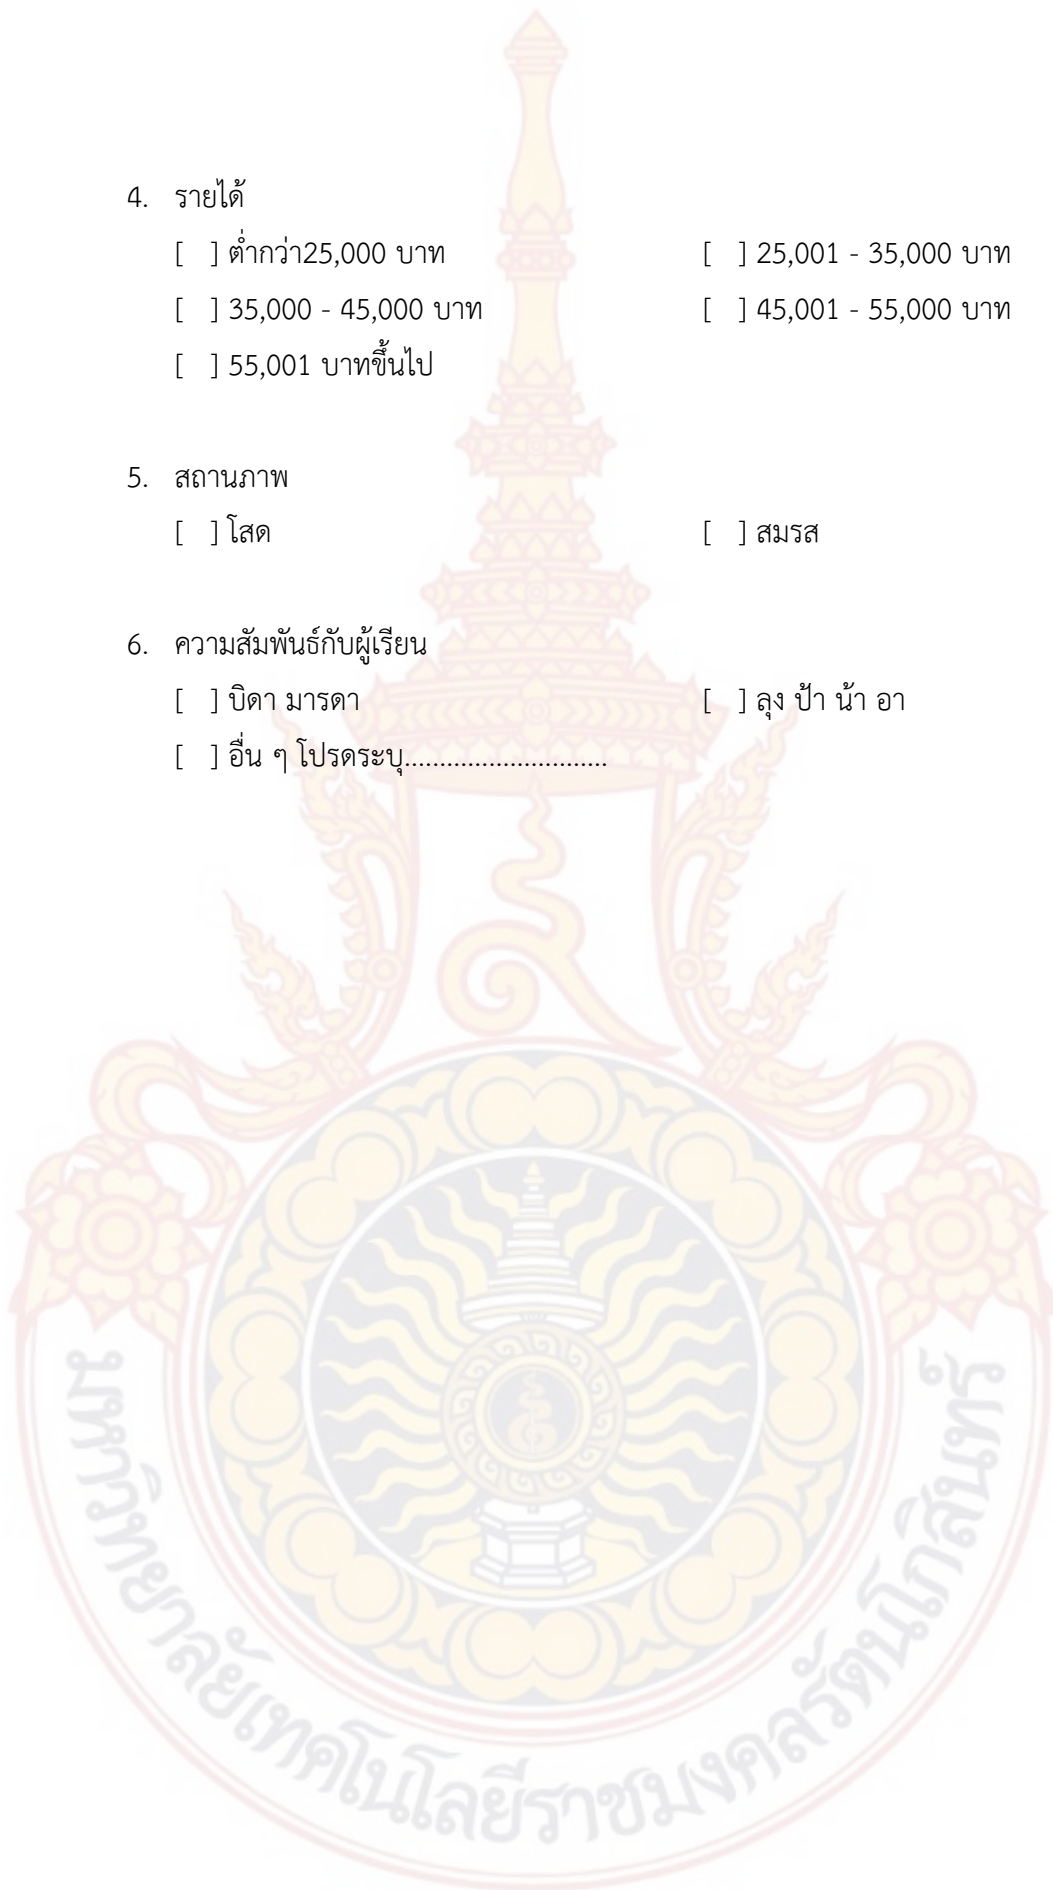 4. รายได้
[ ] ต่ำกว่า25,000 บาท [ ] 25,001 - 35,000 บาท
[ ] 35,000 - 45,000 บาท [ ] 45,001 - 55,000 บาท
[ ] 55,001 บาทขึ้นไป
5. สถานภาพ
[ ] โสด [ ] สมรส
6. ความสัมพันธ์กับผู้เรียน
[ ] บิดา มารดา [ ] ลุง ป้า น้า อา
[ ] อื่น ๆ โปรดระบุ.............................
มหาวิทยาลัยเทคโนโลยีราชมงคลรัตนโกสินทร์